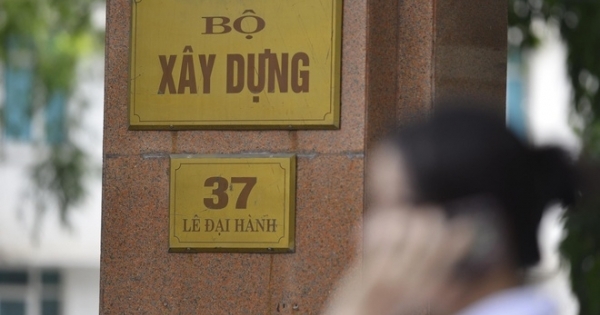 BỘ
XÂY DỰNG
37
LÊ ĐẠI HÀNH